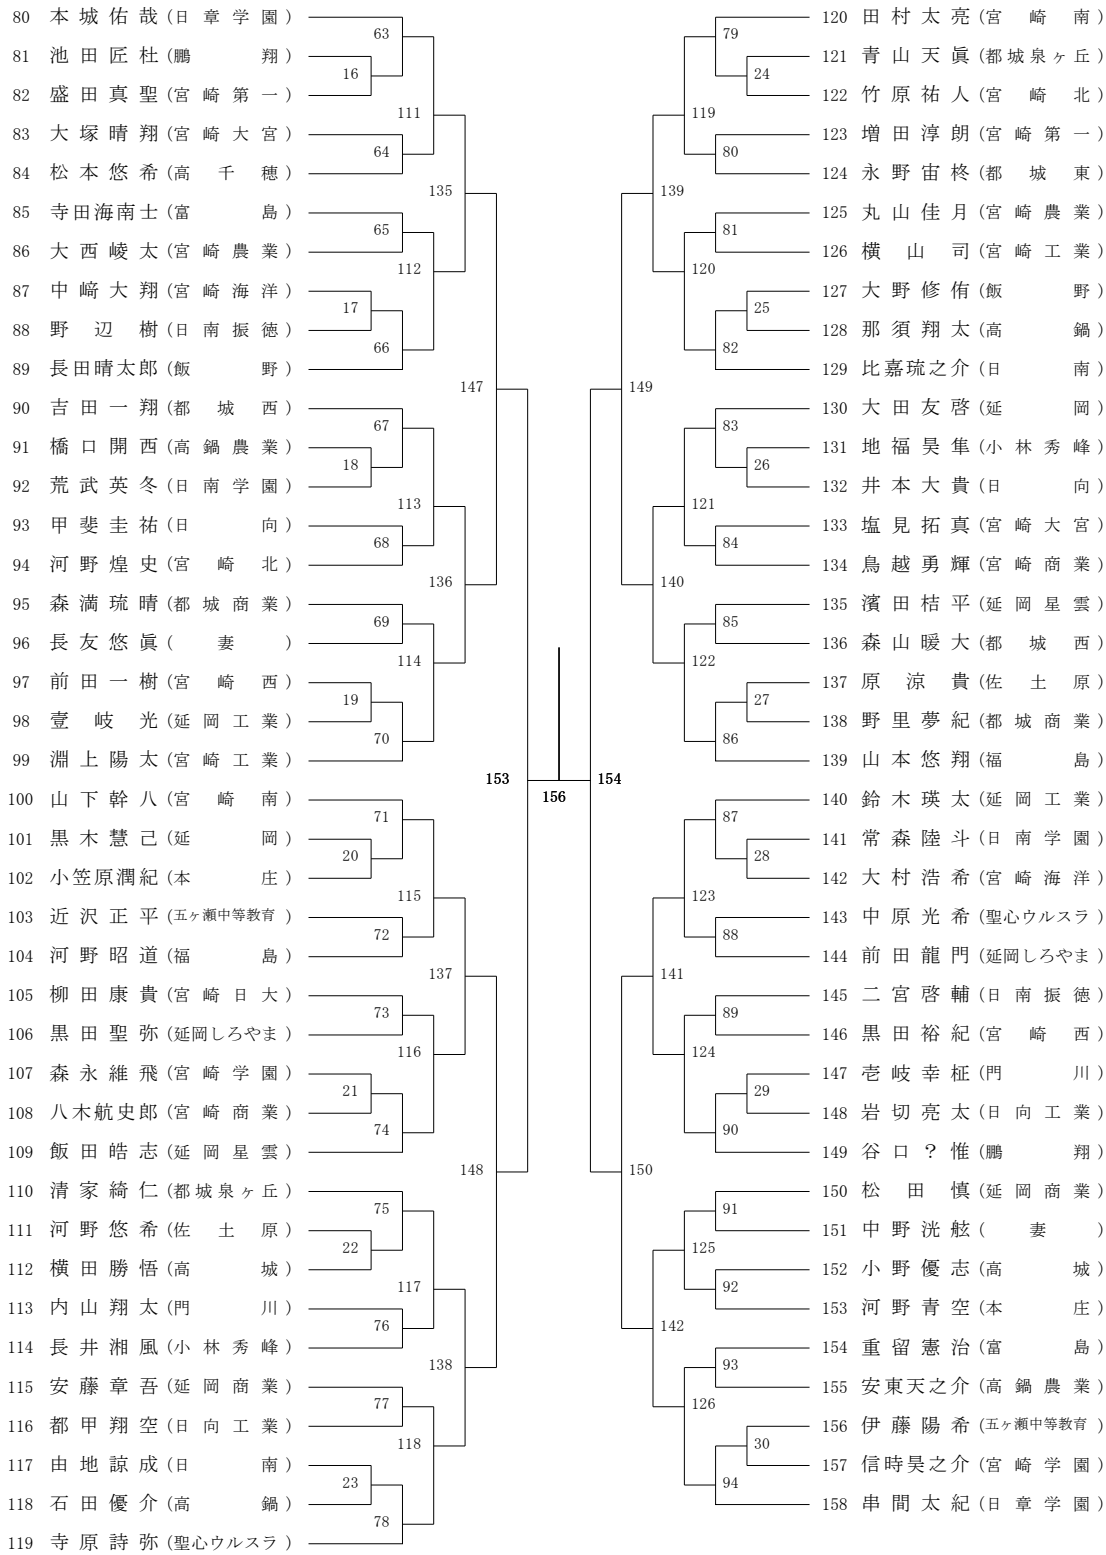 80 本城佑哉(日章学園)
81 池田匠杜(鵬翔)
82 盛田真聖(宮崎第一)
83 大塚晴翔(宮崎大宮)
84 松本悠希(高千穂)
85 寺田海南士(富島)
86 大西崚太(宮崎農業)
87 中﨑大翔(宮崎海洋)
88 野辺樹(日南振徳)
89 長田晴太郎(飯野)
90 吉田一翔(都城西)
91 橋口開西(高鍋農業)
92 荒武英冬(日南学園)
93 甲斐圭祐(日向)
94 河野煌史(宮崎北)
95 森満琉晴(都城商業)
96 長友悠眞(妻)
97 前田一樹(宮崎西)
98 壹岐光(延岡工業)
99 淵上陽太(宮崎工業)
100 山下幹八(宮崎南)
101 黒木慧己(延岡)
102 小笠原潤紀(本庄)
103 近沢正平(五ヶ瀬中等教育)
104 河野昭道(福島)
105 柳田康貴(宮崎日大)
106 黒田聖弥(延岡しろやま)
107 森永維飛(宮崎学園)
108 八木航史郎(宮崎商業)
109 飯田皓志(延岡星雲)
110 清家綺仁(都城泉ヶ丘)
111 河野悠希(佐土原)
112 横田勝悟(高城)
113 内山翔太(門川)
114 長井湘風(小林秀峰)
115 安藤章吾(延岡商業)
116 都甲翔空(日向工業)
117 由地諒成(日南)
118 石田優介(高鍋)
119 寺原詩弥(聖心ウルスラ)
63
16
111
64
135
65
112
17
66
147
67
18
113
68
136
69
114
19
70
153
71
20
115
72
137
73
116
21
74
148
75
22
117
76
138
77
118
23
78
156
154
79
24
119
80
139
81
120
25
82
149
83
26
121
84
140
85
122
27
86
87
28
123
88
141
89
124
29
90
150
91
125
92
142
93
126
30
94
120 田村太亮(宮崎南)
121 青山天眞(都城泉ヶ丘)
122 竹原祐人(宮崎北)
123 増田淳朗(宮崎第一)
124 永野宙柊(都城東)
125 丸山佳月(宮崎農業)
126 横山司(宮崎工業)
127 大野修侑(飯野)
128 那須翔太(高鍋)
129 比嘉琉之介(日南)
130 大田友啓(延岡)
131 地福昊隼(小林秀峰)
132 井本大貴(日向)
133 塩見拓真(宮崎大宮)
134 鳥越勇輝(宮崎商業)
135 濱田桔平(延岡星雲)
136 森山暖大(都城西)
137 原涼貴(佐土原)
138 野里夢紀(都城商業)
139 山本悠翔(福島)
140 鈴木瑛太(延岡工業)
141 常森陸斗(日南学園)
142 大村浩希(宮崎海洋)
143 中原光希(聖心ウルスラ)
144 前田龍門(延岡しろやま)
145 二宮啓輔(日南振徳)
146 黒田裕紀(宮崎西)
147 壱岐幸柾(門川)
148 岩切亮太(日向工業)
149 谷口?惟(鵬翔)
150 松田慎(延岡商業)
151 中野洸舷(妻)
152 小野優志(高城)
153 河野青空(本庄)
154 重留憲治(富島)
155 安東天之介(高鍋農業)
156 伊藤陽希(五ヶ瀬中等教育)
157 信時昊之介(宮崎学園)
158 串間太紀(日章学園)